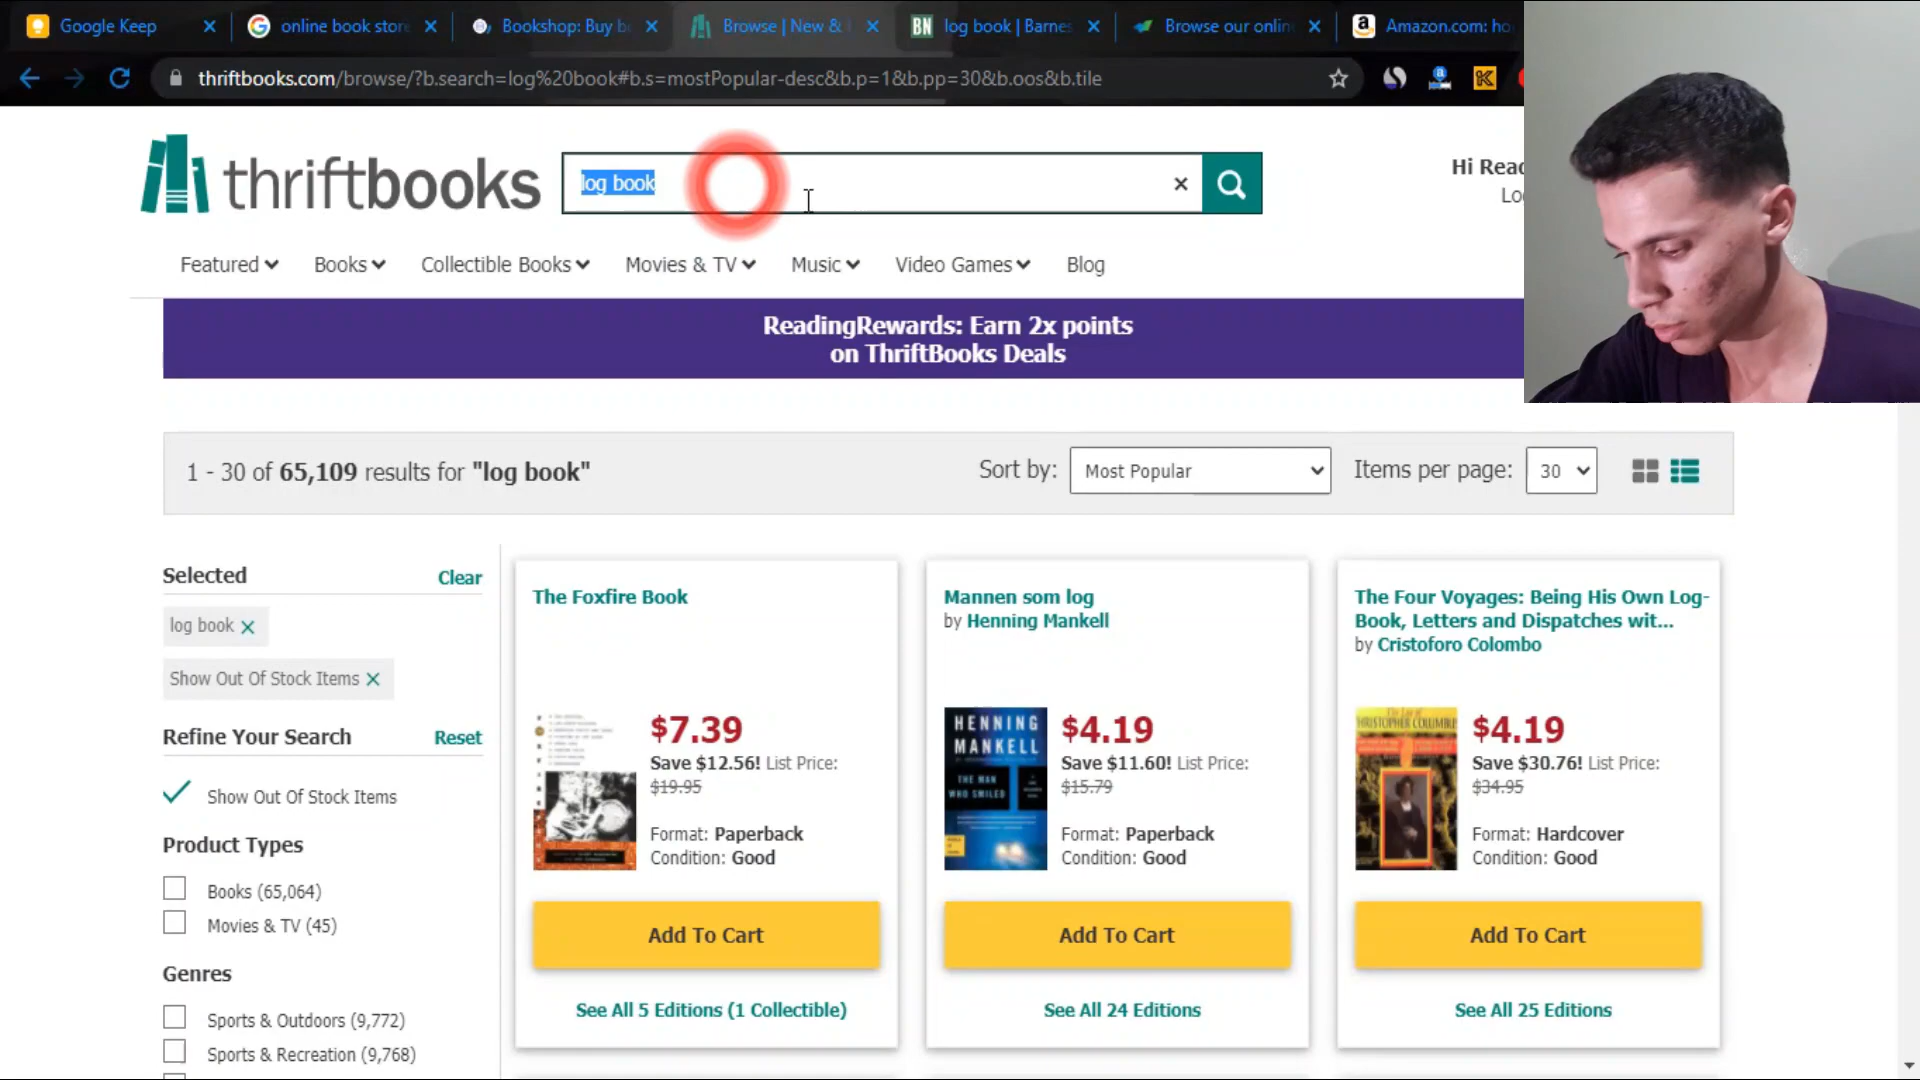 Google Keep
online book store
Bookshop: Buy b
Browse | New &
BN
log book | Barnes
Browse our onlin
Amazon.com: ho
thriftbooks.com/browse/?b.search=log%20book#b.s=mostPopular-desc&b.p=1&b.pp=30&b.oos&b.tile
thriftbooks
log book
Hi Read
Lo
Featured
Books
Collectible Books
Movies & TV
Music
Video Games
Blog
ReadingRewards: Earn 2x points
on ThriftBooks Deals
1 - 30 of 65,109 results for "log book"
Sort by:
Most Popular
Items per page:
30
Selected
Clear
log book
Show Out Of Stock Items
Refine Your Search
Reset
Show Out Of Stock Items
Product Types
Books (65,064)
Movies & TV (45)
Genres
Sports & Outdoors (9,772)
Sports & Recreation (9,768)
The Foxfire Book
$7.39
Save $12.56! List Price:
$19.95
Format: Paperback
Condition: Good
Add To Cart
See All 5 Editions (1 Collectible)
Mannen som log
by Henning Mankell
HENNING
MANKELL
THE MAN
WHO SMILED
$4.19
Save $11.60! List Price:
$15.79
Format: Paperback
Condition: Good
Add To Cart
See All 24 Editions
The Four Voyages: Being His Own Log-
Book, Letters and Dispatches wit...
by Cristoforo Colombo
CHRISTOPHER COLUMBUS
$4.19
Save $30.76! List Price:
$34.95
Format: Hardcover
Condition: Good
Add To Cart
See All 25 Editions